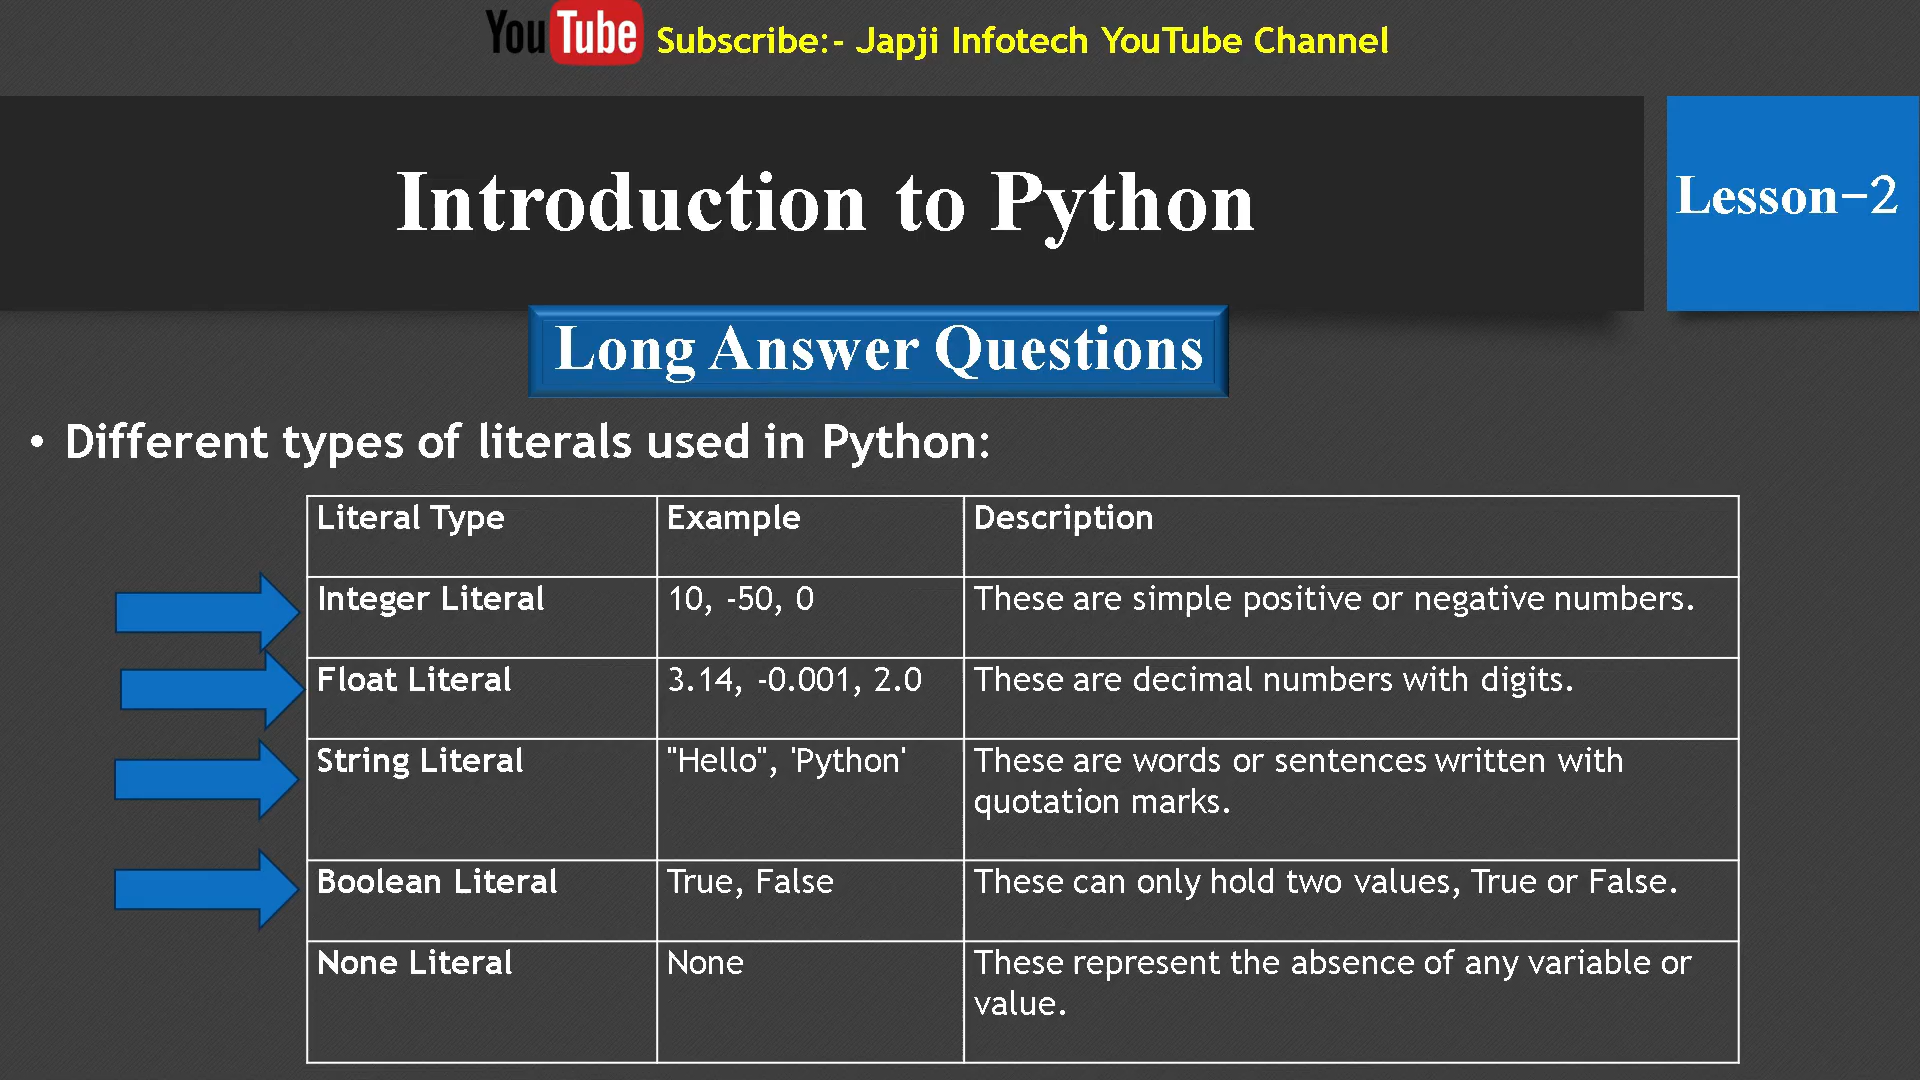 YouTube Subscribe:- Japji Infotech YouTube Channel
Introduction to Python
Lesson-2
Long Answer Questions
• Different types of literals used in Python:
Literal Type Example Description
Integer Literal 10, -50, 0 These are simple positive or negative numbers.
Float Literal 3.14, -0.001, 2.0 These are decimal numbers with digits.
String Literal "Hello", 'Python' These are words or sentences written with
quotation marks.
Boolean Literal True, False These can only hold two values, True or False.
None Literal None These represent the absence of any variable or
value.